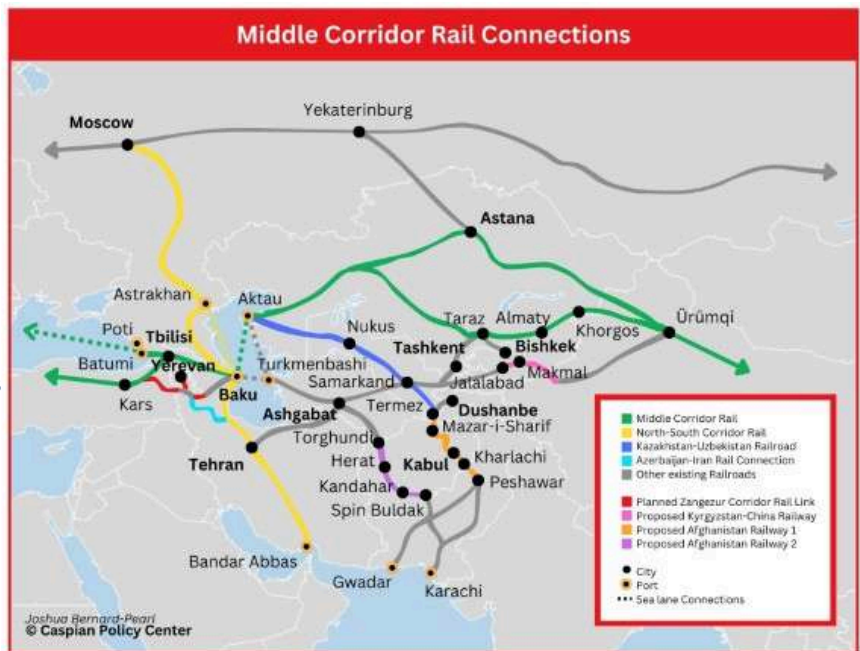 Middle Corridor Rail Connections
Moscow
Yekaterinburg
Astana
Astrakhan
Aktau
Poti
Tbilisi
Batumi
Yerevan
Kars
Baku
Turkmenbashi
Nukus
Taraz
Almaty
Khorgos
Ürümqi
Tashkent
Bishkek
Samarkand
Jalalabad
Makmal
Ashgabat
Termez
Dushanbe
Mazar-i-Sharif
Torghundi
Tehran
Herat
Kabul
Kharlachi
Kandahar
Peshawar
Spin Buldak
Bandar Abbas
Gwadar
Karachi
Middle Corridor Rail
North-South Corridor Rail
Kazakhstan-Uzbekistan Railroad
Azerbaijan-Iran Rail Connection
Other existing Railroads
Planned Zangezur Corridor Rail Link
Proposed Kyrgyzstan-China Railway
Proposed Afghanistan Railway 1
Proposed Afghanistan Railway 2
City
Port
Sea lane Connections
Joshua Bernard-Pearl
© Caspian Policy Center